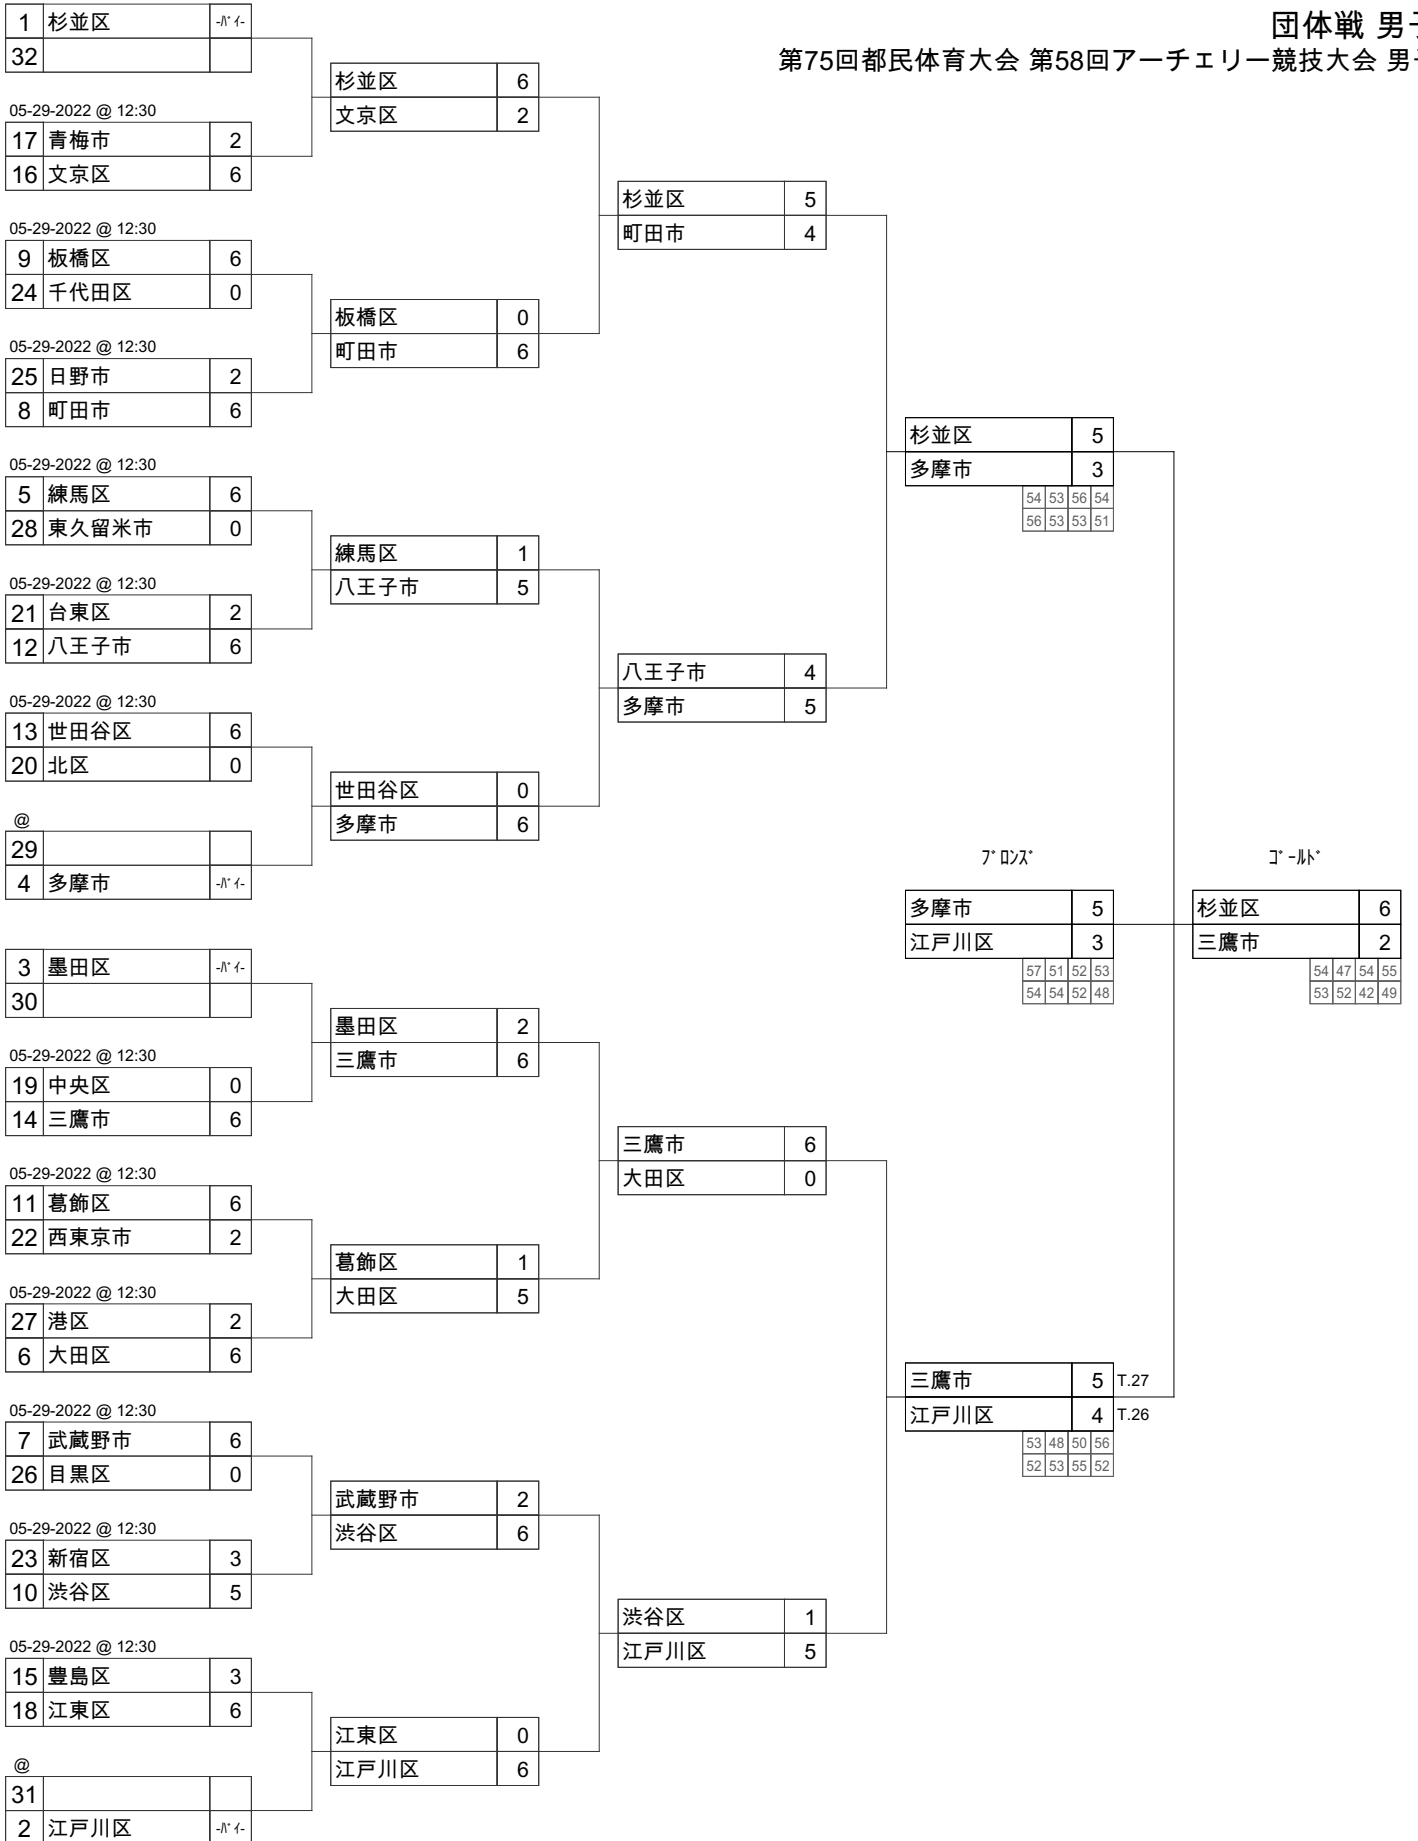 団体戦 男子
第75回都民体育大会 第58回アーチェリー競技大会 男子
1 杉並区 -ﾊﾞｲ-
32
05-29-2022 @ 12:30
17 青梅市 2
16 文京区 6
05-29-2022 @ 12:30
9 板橋区 6
24 千代田区 0
05-29-2022 @ 12:30
25 日野市 2
8 町田市 6
05-29-2022 @ 12:30
5 練馬区 6
28 東久留米市 0
05-29-2022 @ 12:30
21 台東区 2
12 八王子市 6
05-29-2022 @ 12:30
13 世田谷区 6
20 北区 0
@
29
4 多摩市 -ﾊﾞｲ-
3 墨田区 -ﾊﾞｲ-
30
05-29-2022 @ 12:30
19 中央区 0
14 三鷹市 6
05-29-2022 @ 12:30
11 葛飾区 6
22 西東京市 2
05-29-2022 @ 12:30
27 港区 2
6 大田区 6
05-29-2022 @ 12:30
7 武蔵野市 6
26 目黒区 0
05-29-2022 @ 12:30
23 新宿区 3
10 渋谷区 5
05-29-2022 @ 12:30
15 豊島区 3
18 江東区 6
@
31
2 江戸川区 -ﾊﾞｲ-
杉並区 6
文京区 2
板橋区 0
町田市 6
練馬区 1
八王子市 5
世田谷区 0
多摩市 6
墨田区 2
三鷹市 6
葛飾区 1
大田区 5
武蔵野市 2
渋谷区 6
江東区 0
江戸川区 6
杉並区 5
町田市 4
八王子市 4
多摩市 5
三鷹市 6
大田区 0
渋谷区 1
江戸川区 5
杉並区 5
多摩市 3
54 53 56 54
56 53 53 51
三鷹市 5 T.27
江戸川区 4 T.26
53 48 50 56
52 53 55 52
ﾌﾞﾛﾝｽﾞ
多摩市 5
江戸川区 3
57 51 52 53
54 54 52 48
ｺﾞｰﾙﾄﾞ
杉並区 6
三鷹市 2
54 47 54 55
53 52 42 49